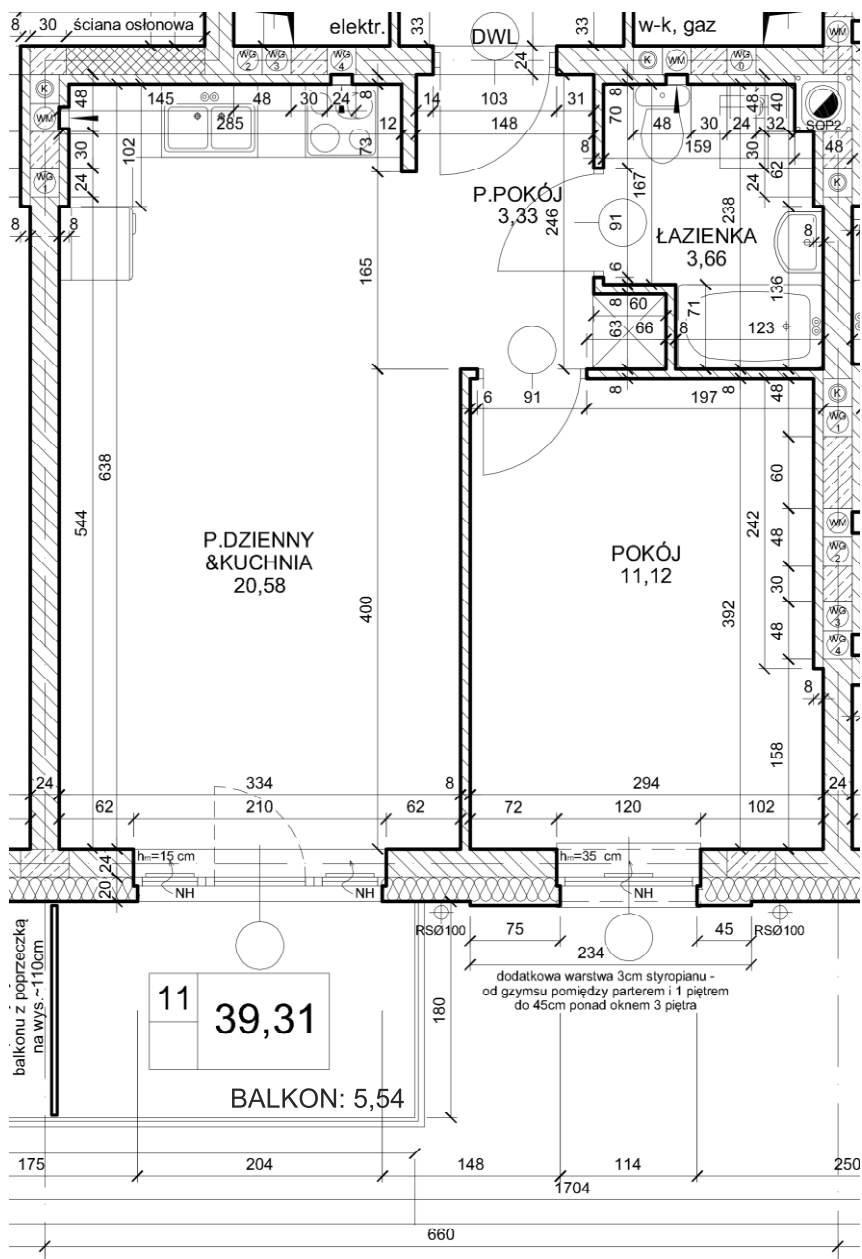 8 30 ściana osłonowa
elektr.
33
DWL
24
33
w-k, gaz
WM
WG 2
WG 3
WG 4
K
WM
WG 0
K
WM
WG 1
48
145 48 30 24 8
285
12
73
102
30
24
14 103 31
148
8
70
48 30 24 32
48
40
159
30
24
62
SQP2
48
K
8 8
P.POKÓJ
3,33
246
91
167
6
8
238
ŁAZIENKA
3,66
8
136
165
8 60
63 66
71
8 123
6 91
8
197
8
48
K
WG 1
60
WM
48
WG 2
30
WG 3
48
WG 4
242
392
8
158
638
544
P.DZIENNY
&KUCHNIA
20,58
400
POKÓJ
11,12
24 334 8 294 24
62 210 62 72 120 102
24
20
hm=15 cm
NH
NH
hm=35 cm
NH
RSØ100
75
45
RSØ100
234
dodatkowa warstwa 3cm styropianu -
od gzymsu pomiędzy parterem i 1 piętrem
do 45cm ponad oknem 3 piętra
balkonu z poprzeczką
na wys.~110cm
11
39,31
180
BALKON: 5,54
175 204 148 114 250
1704
660